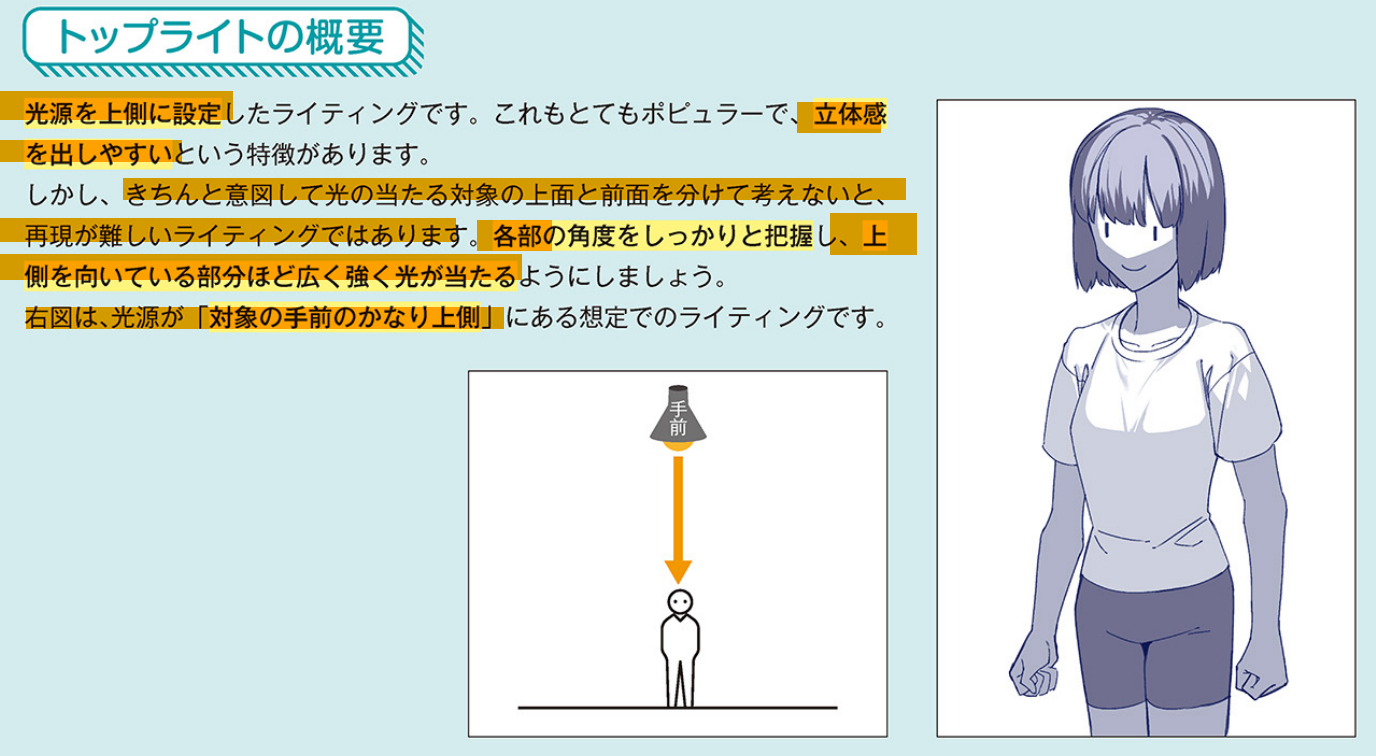 トップライトの概要
光源を上側に設定したライティングです。これもとてもポピュラーで、立体感
を出しやすいという特徴があります。
しかし、きちんと意図して光の当たる対象の上面と前面を分けて考えないと、
再現が難しいライティングではあります。各部の角度をしっかりと把握し、上
側を向いている部分ほど広く強く光が当たるようにしましょう。
右図は、光源が「対象の手前のかなり上側」にある想定でのライティングです。
手前